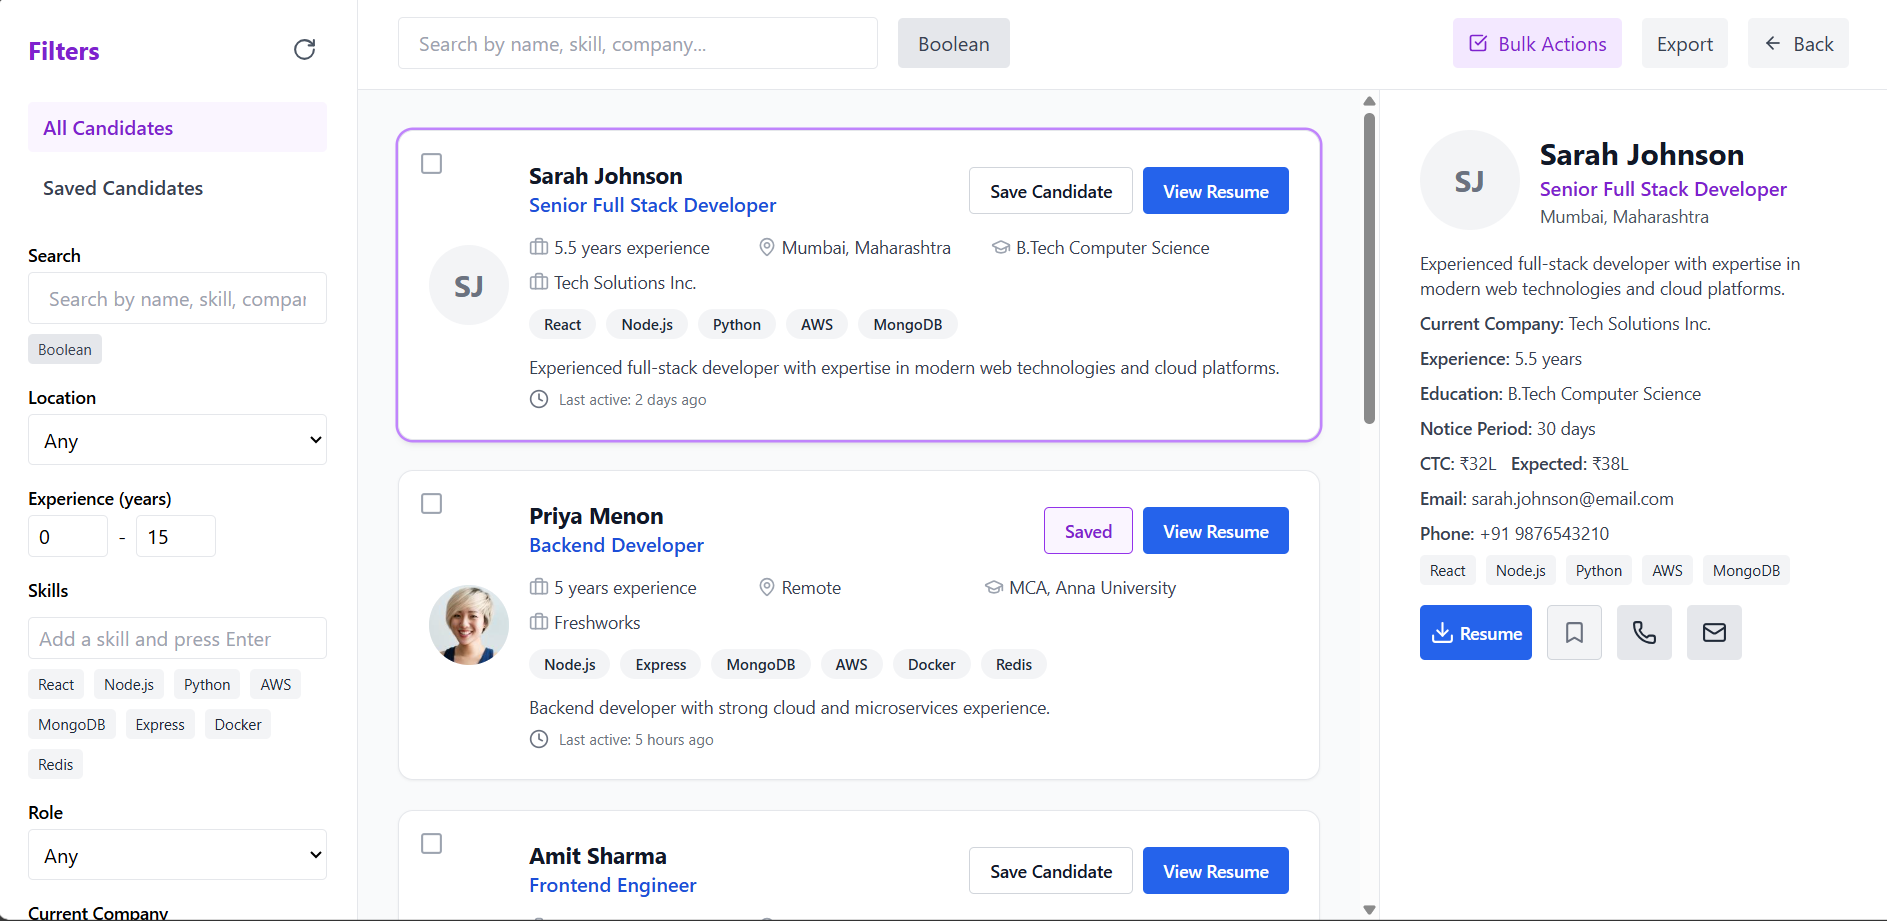 Filters
All Candidates
Saved Candidates
Search
Search by name, skill, compar
Boolean
Location
Any
Experience (years)
0 - 15
Skills
Add a skill and press Enter
React Node.js Python AWS
MongoDB Express Docker
Redis
Role
Any
Current Company
Search by name, skill, company...
Boolean
Bulk Actions
Export
Back
Sarah Johnson
Senior Full Stack Developer
Save Candidate
View Resume
SJ
5.5 years experience
Mumbai, Maharashtra
B.Tech Computer Science
Tech Solutions Inc.
React Node.js Python AWS MongoDB
Experienced full-stack developer with expertise in modern web technologies and cloud platforms.
Last active: 2 days ago
Priya Menon
Backend Developer
Saved
View Resume
5 years experience
Remote
MCA, Anna University
Freshworks
Node.js Express MongoDB AWS Docker Redis
Backend developer with strong cloud and microservices experience.
Last active: 5 hours ago
Amit Sharma
Frontend Engineer
Save Candidate
View Resume
SJ
Sarah Johnson
Senior Full Stack Developer
Mumbai, Maharashtra
Experienced full-stack developer with expertise in
modern web technologies and cloud platforms.
Current Company: Tech Solutions Inc.
Experience: 5.5 years
Education: B.Tech Computer Science
Notice Period: 30 days
CTC: ₹32L Expected: ₹38L
Email: sarah.johnson@email.com
Phone: +91 9876543210
React Node.js Python AWS MongoDB
Resume